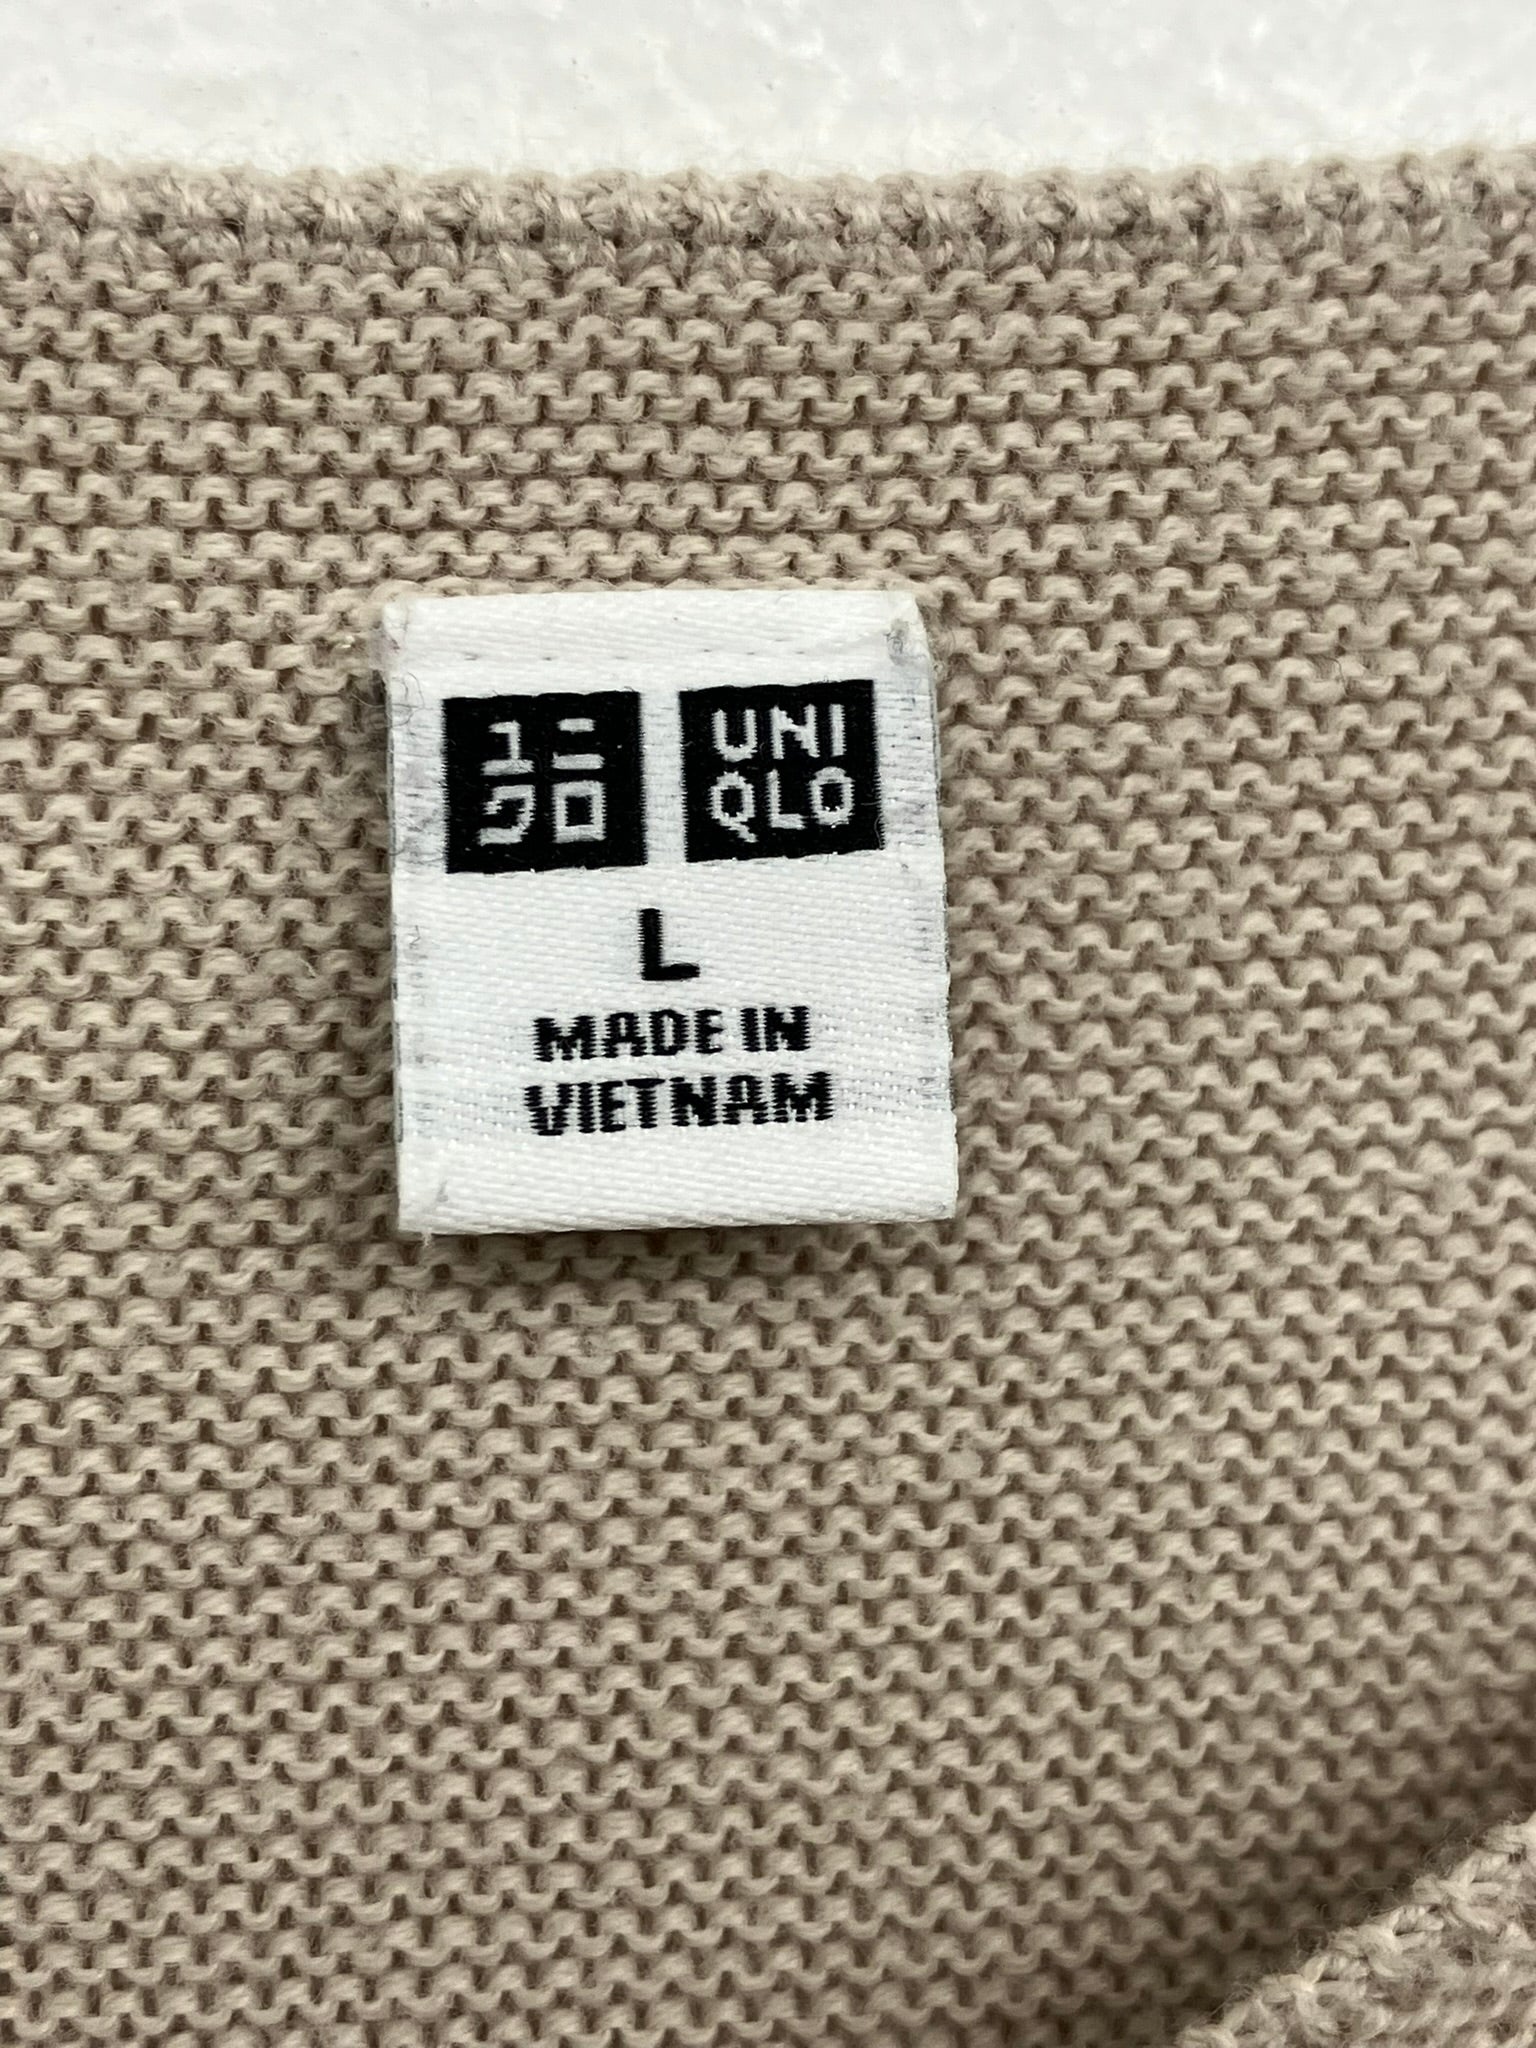 ユニ
クロ
UNI
QLO
L
MADE IN
VIETNAM